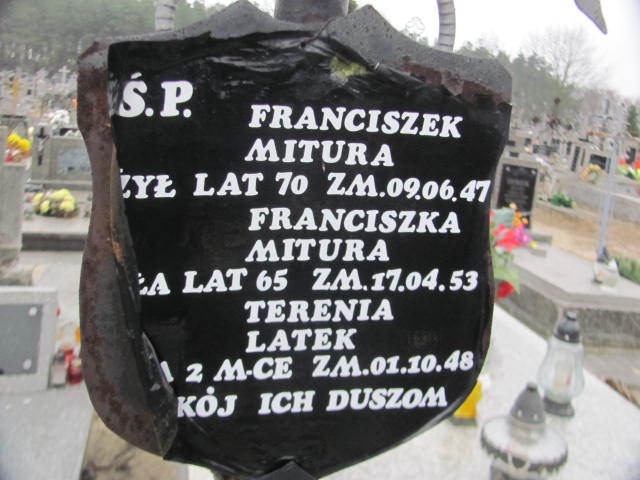 Ś.P. FRANCISZEK
MITURA
ŻYŁ LAT 70 ZM.09.06.47
FRANCISZKA
MITURA
ŁA LAT 65 ZM.17.04.53
TERENIA
LATEK
A 2 M-CE ZM.01.10.48
KÓJ ICH DUSZOM